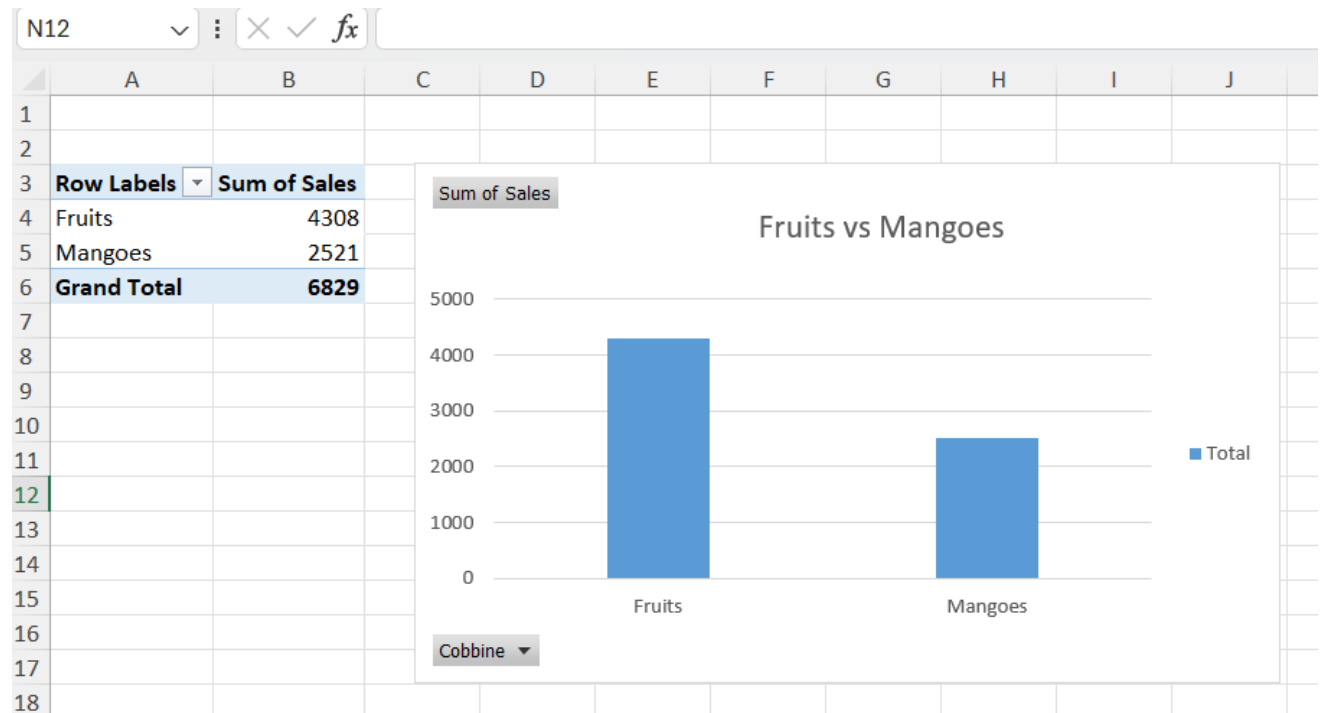 N12 fx
A B C D E F G H I J
1
2
3 Row Labels Sum of Sales
4 Fruits 4308
5 Mangoes 2521
6 Grand Total 6829
7
8
9
10
11
12
13
14
15
16
17
18
Sum of Sales
Fruits vs Mangoes
5000
4000
3000
2000
1000
0
Fruits Mangoes
Total
Cobbine